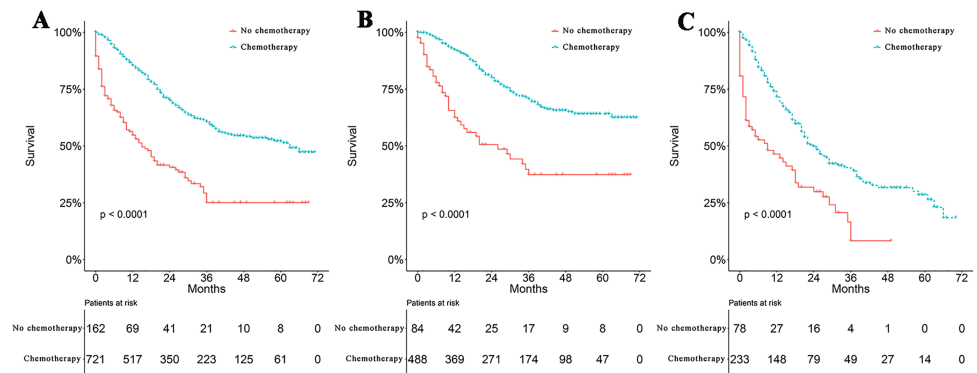 A
No chemotherapy
Chemotherapy
100%
75%
50%
25%
0%
Survival
p < 0.0001
0 12 24 36 48 60 72
Months
Patients at risk
No chemotherapy 162 69 41 21 10 8 0
Chemotherapy 721 517 350 223 125 61 0
B
No chemotherapy
Chemotherapy
100%
75%
50%
25%
0%
Survival
p < 0.0001
0 12 24 36 48 60 72
Months
Patients at risk
No chemotherapy 84 42 25 17 9 8 0
Chemotherapy 488 369 271 174 98 47 0
C
No chemotherapy
Chemotherapy
100%
75%
50%
25%
0%
Survival
p < 0.0001
0 12 24 36 48 60 72
Months
Patients at risk
No chemotherapy 78 27 16 4 1 0 0
Chemotherapy 233 148 79 49 27 14 0